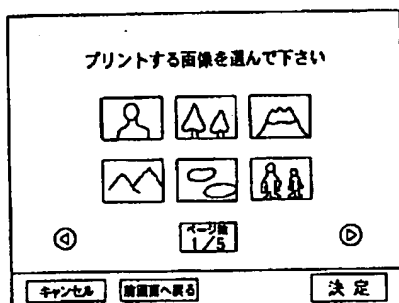 プリントする画像を選んで下さい
ページ数
1/5
キャンセル
前画面へ戻る
決定